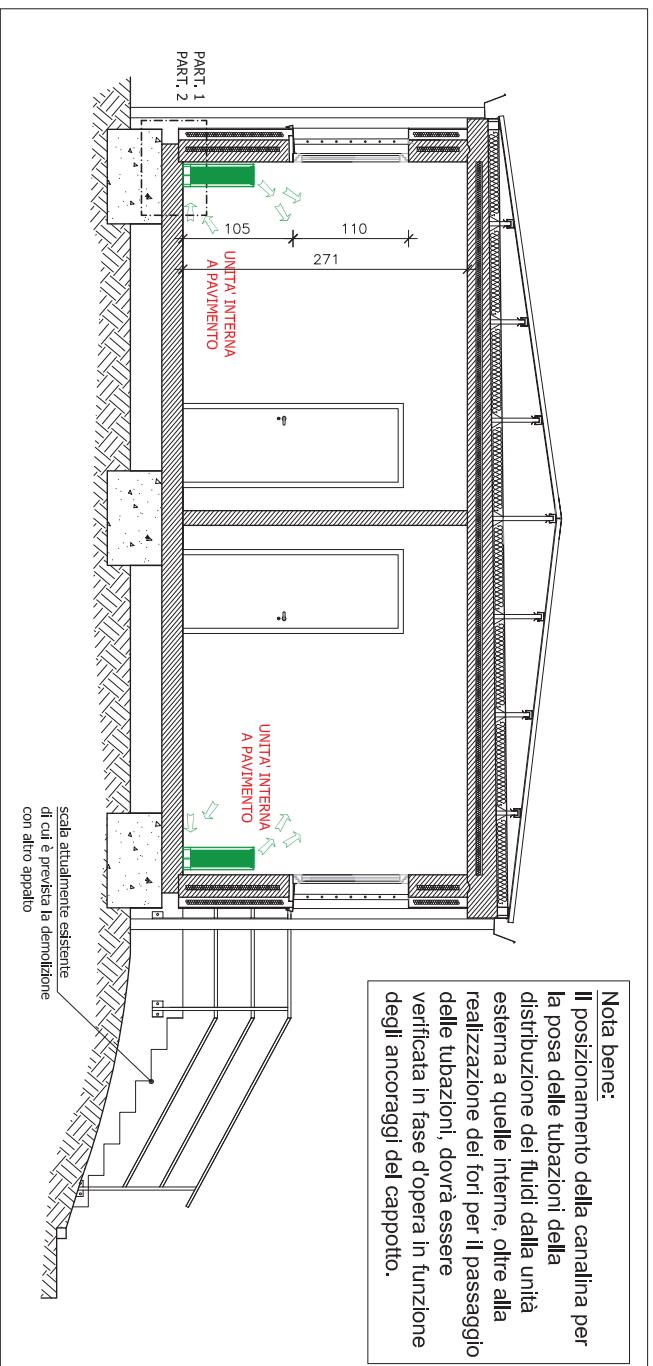 Nota bene:
Il posizionamento della canalina per
la posa delle tubazioni della
distribuzione dei fluidi dalla unità
esterna a quelle interne, oltre alla
realizzazione dei fori per il passaggio
delle tubazioni, dovrà essere
verificata in fase d'opera in funzione
degli ancoraggi del cappotto.
PART. 1
PART. 2
105
110
271
UNITA' INTERNA
A PAVIMENTO
UNITA' INTERNA
A PAVIMENTO
scala attualmente esistente
di cui è prevista la demolizione
con altro appalto